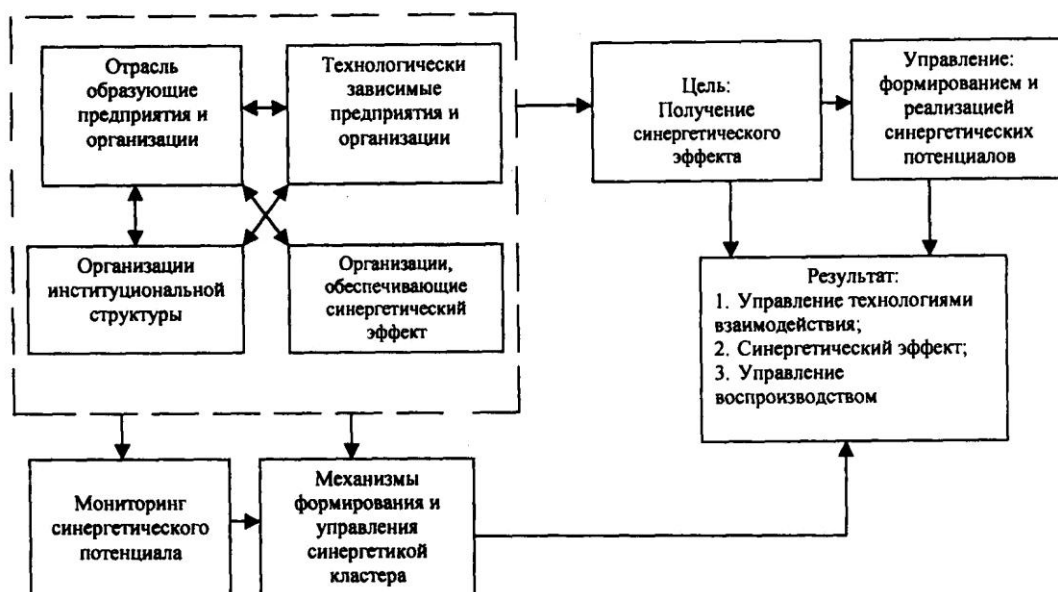 Отрасль
образующие
предприятия и
организации
Технологически
зависимые
предприятия и
организации
Цель:
Получение
синергетического
эффекта
Управление:
формированием и
реализацией
синергетических
потенциалов
Организации
институциональной
структуры
Организации,
обеспечивающие
синергетический
эффект
Результат:
1. Управление технологиями
взаимодействия;
2. Синергетический эффект;
3. Управление
воспроизводством
Мониторинг
синергетического
потенциала
Механизмы
формирования и
управления
синергетикой
кластера